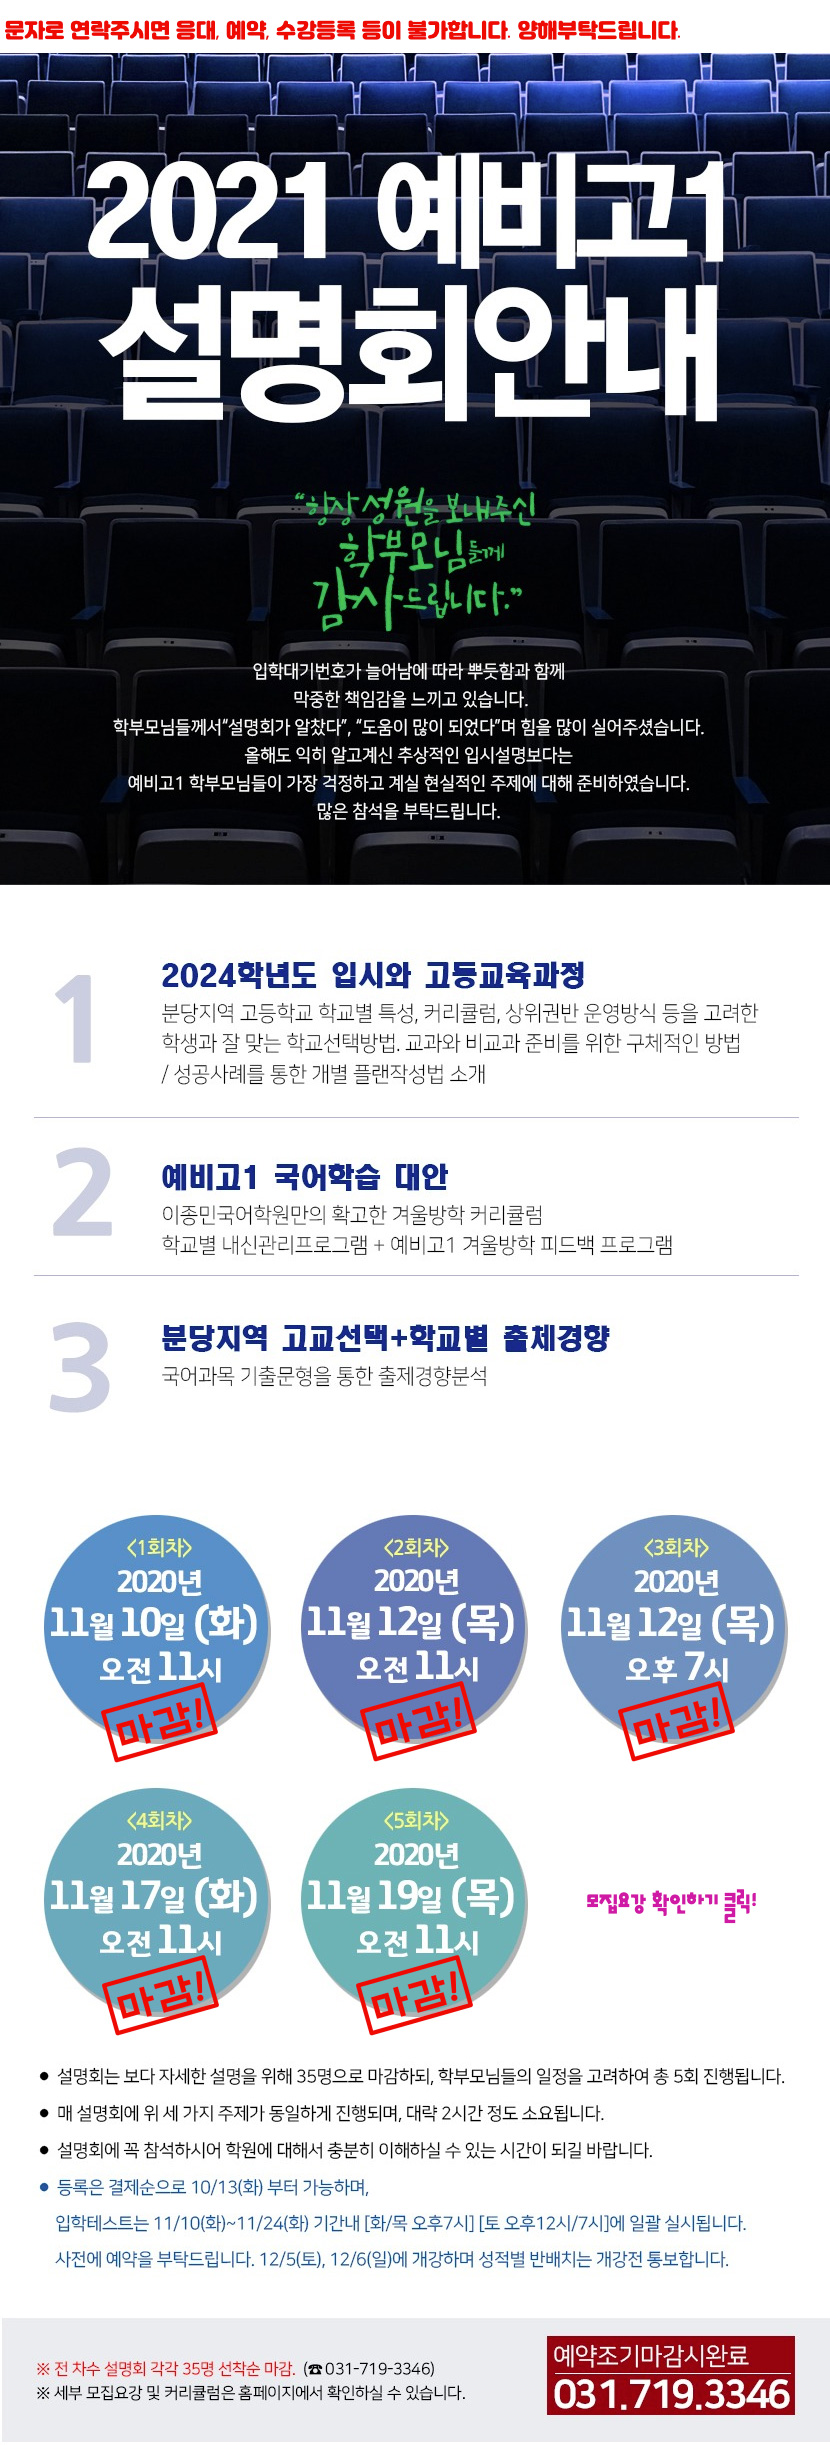 문자로 연락주시면 응대, 예약, 수강등록 등이 불가합니다. 양해부탁드립니다.
2021 예비고1
설명회안내
“항상 성원을 보내주신
학부모님들께
감사드립니다.”
입학대기번호가 늘어남에 따라 뿌듯함과 함께
막중한 책임감을 느끼고 있습니다.
학부모님들께서“설명회가 알찼다”, “도움이 많이 되었다”며 힘을 많이 실어주셨습니다.
올해도 익히 알고계신 추상적인 입시설명보다는
예비고1 학부모님들이 가장 걱정하고 계실 현실적인 주제에 대해 준비하였습니다.
많은 참석을 부탁드립니다.
1
2024학년도 입시와 고등교육과정
분당지역 고등학교 학교별 특성, 커리큘럼, 상위권반 운영방식 등을 고려한
학생과 잘 맞는 학교선택방법. 교과와 비교과 준비를 위한 구체적인 방법
/ 성공사례를 통한 개별 플랜작성법 소개
2
예비고1 국어학습 대안
이종민국어학원만의 확고한 겨울방학 커리큘럼
학교별 내신관리프로그램 + 예비고1 겨울방학 피드백 프로그램
3
분당지역 고교선택+학교별 출체경향
국어과목 기출문형을 통한 출제경향분석
<1회차>
2020년
11월 10일 (화)
오전 11시
마감!
<2회차>
2020년
11월 12일 (목)
오전 11시
마감!
<3회차>
2020년
11월 12일 (목)
오후 7시
마감!
<4회차>
2020년
11월 17일 (화)
오전 11시
마감!
<5회차>
2020년
11월 19일 (목)
오전 11시
마감!
모집요강 확인하기 클릭!
● 설명회는 보다 자세한 설명을 위해 35명으로 마감하되, 학부모님들의 일정을 고려하여 총 5회 진행됩니다.
● 매 설명회에 위 세 가지 주제가 동일하게 진행되며, 대략 2시간 정도 소요됩니다.
● 설명회에 꼭 참석하시어 학원에 대해서 충분히 이해하실 수 있는 시간이 되길 바랍니다.
● 등록은 결제순으로 10/13(화) 부터 가능하며,
입학테스트는 11/10(화)~11/24(화) 기간내 [화/목 오후7시] [토 오후12시/7시]에 일괄 실시됩니다.
사전에 예약을 부탁드립니다. 12/5(토), 12/6(일)에 개강하며 성적별 반배치는 개강전 통보합니다.
※ 전 차수 설명회 각각 35명 선착순 마감. (☎031-719-3346)
※ 세부 모집요강 및 커리큘럼은 홈페이지에서 확인하실 수 있습니다.
예약조기마감시완료
031.719.3346